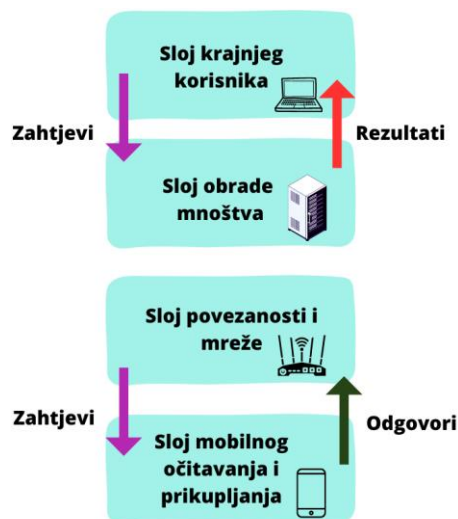 Sloj krajnjeg
korisnika
Zahtjevi
Rezultati
Sloj obrade
mnoštva
Sloj povezanosti i
mreže
Zahtjevi
Odgovori
Sloj mobilnog
očitavanja i
prikupljanja